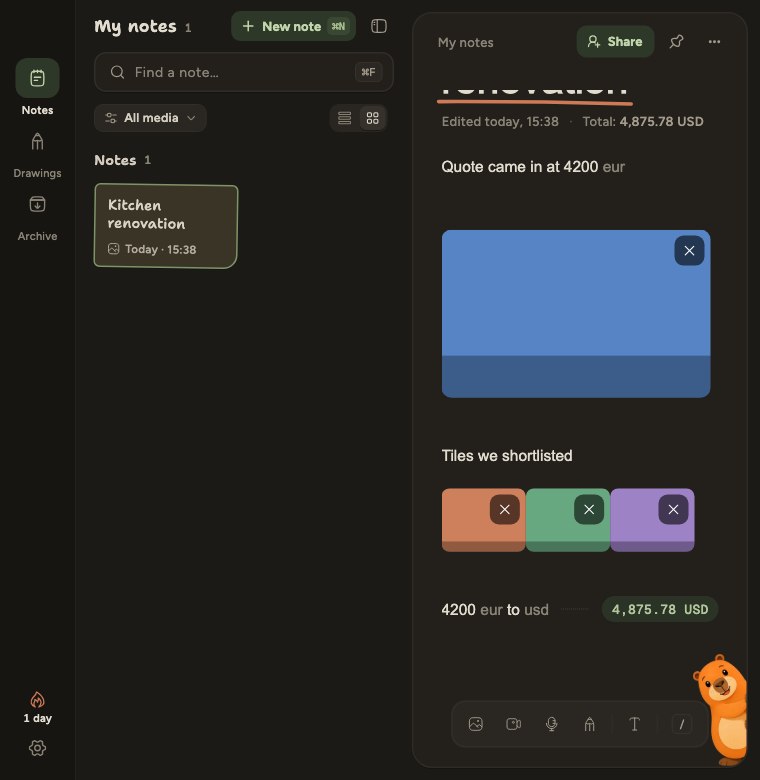 Notes
Drawings
Archive
1 day
My notes 1
New note ⌘N
Find a note... ⌘F
All media
Notes 1
Kitchen
renovation
Today · 15:38
My notes
Share
renovation
Edited today, 15:38 · Total: 4,875.78 USD
Quote came in at 4200 eur
Tiles we shortlisted
4200 eur to usd 4,875.78 USD
T /